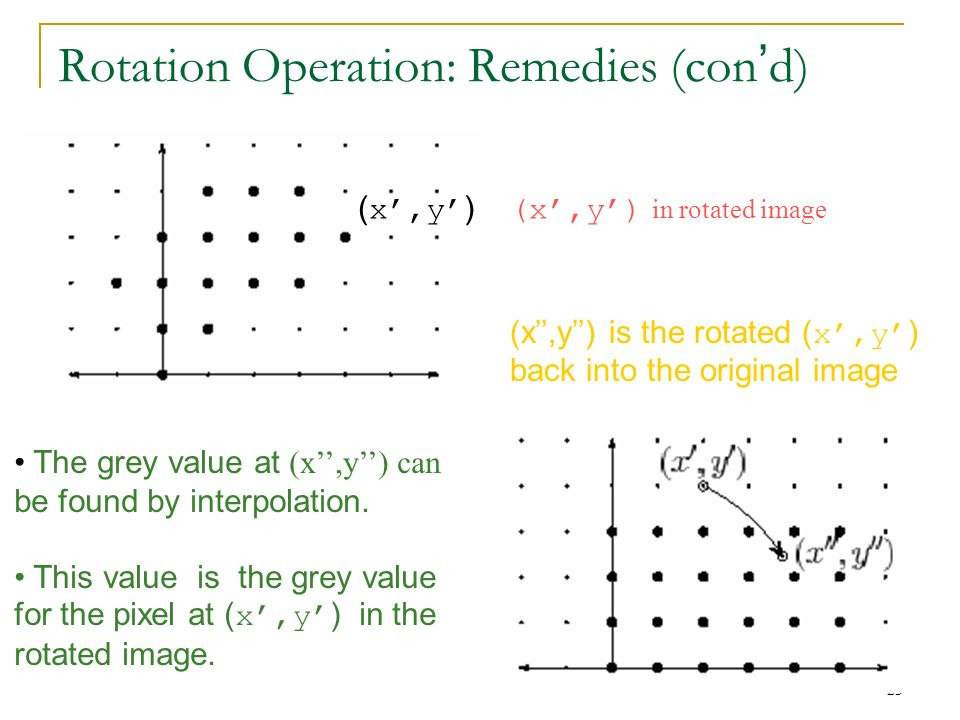 Rotation Operation: Remedies (con’d)
(x’,y’) (x’,y’) in rotated image
(x’’,y’’) is the rotated (x’,y’)
back into the original image
• The grey value at (x’’,y’’) can
be found by interpolation.
• This value is the grey value
for the pixel at (x’,y’) in the
rotated image.
(x′,y′)
(x″,y″)